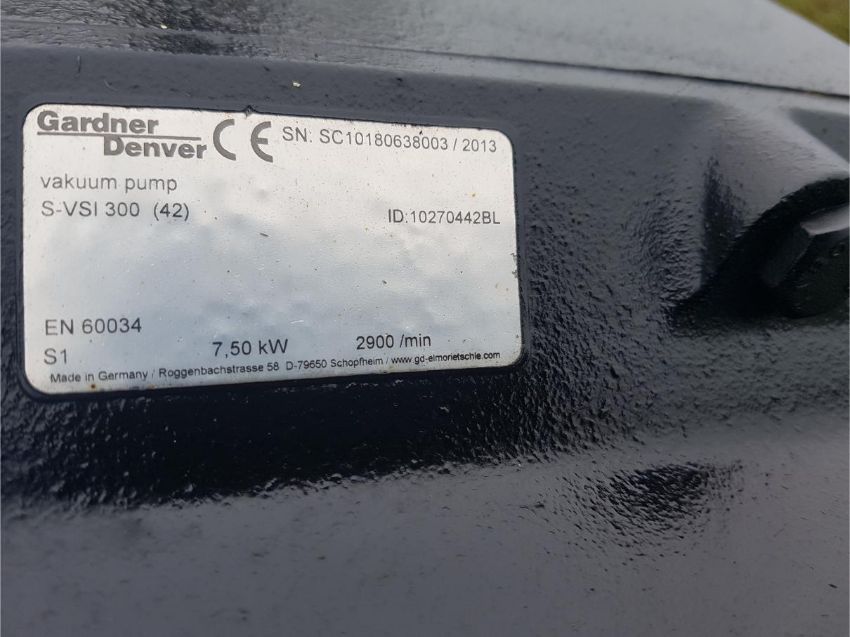 Gardner
Denver CE SN: SC10180638003 / 2013
vakuum pump
S-VSI 300 (42) ID:10270442BL
EN 60034
S1 7,50 kW 2900 /min
Made in Germany / Roggenbachstrasse 58 D-79650 Schopfheim / www.gd-elmorietschle.com